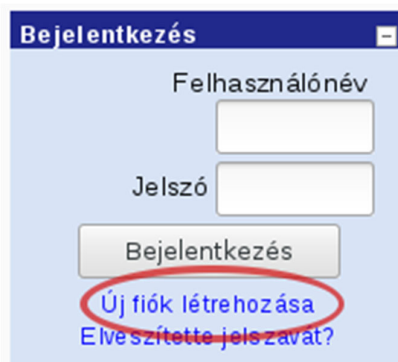 Bejelentkezés
Felhasználónév
Jelszó
Bejelentkezés
Új fiók létrehozása
Elveszítette jelszavát?